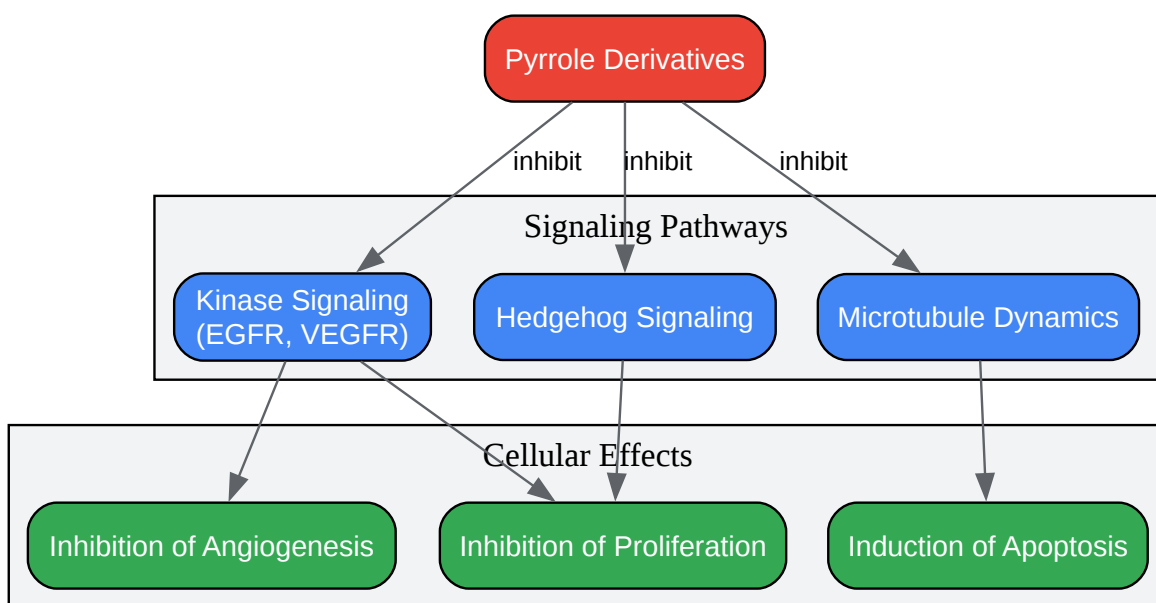 Pyrrole Derivatives
inhibit
inhibit
inhibit
Signaling Pathways
Kinase Signaling
(EGFR, VEGFR)
Hedgehog Signaling
Microtubule Dynamics
Cellular Effects
Inhibition of Angiogenesis
Inhibition of Proliferation
Induction of Apoptosis